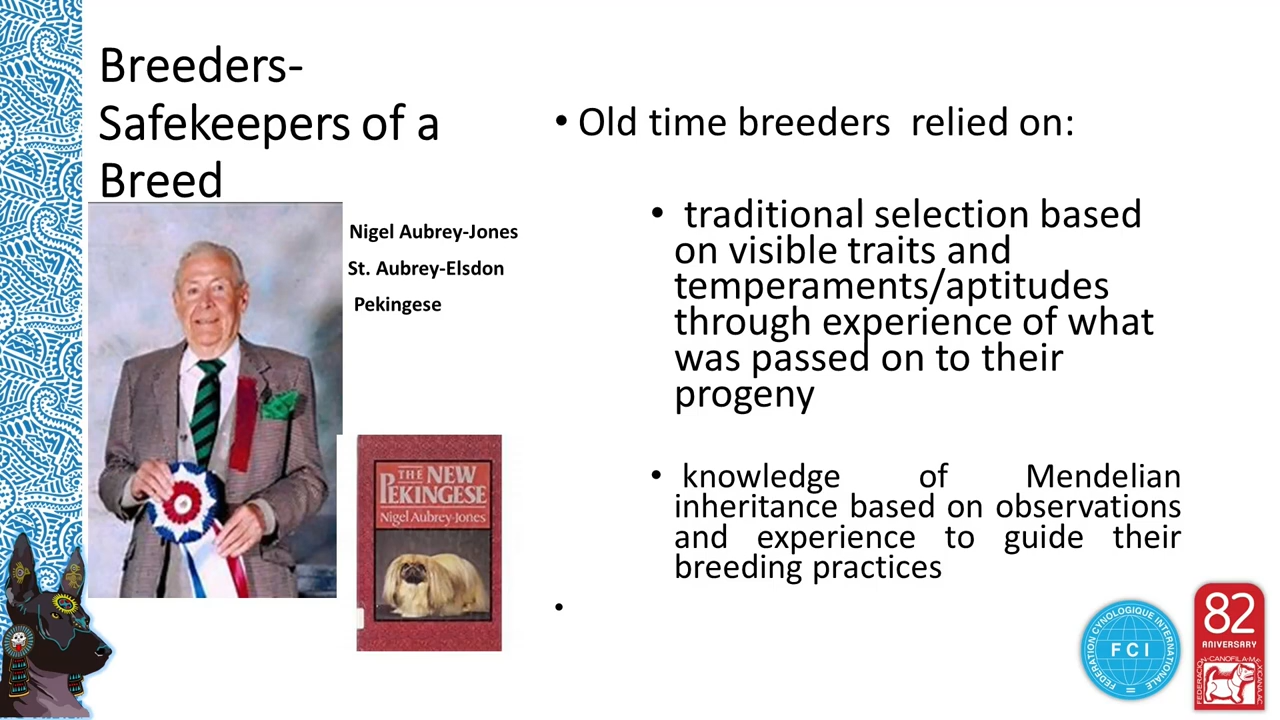 Breeders-
Safekeepers of a
Breed
Nigel Aubrey-Jones
St. Aubrey-Elsdon
Pekingese
THE NEW
PEKINGESE
Nigel Aubrey-Jones
• Old time breeders relied on:
• traditional selection based
on visible traits and
temperaments/aptitudes
through experience of what
was passed on to their
progeny
• knowledge of Mendelian
inheritance based on observations
and experience to guide their
breeding practices
•
FEDERATION CYNOLOGIQUE INTERNATIONALE
FCI
82
ANIVERSARY
FEDERACION CANOFILA MEXICANA, AC